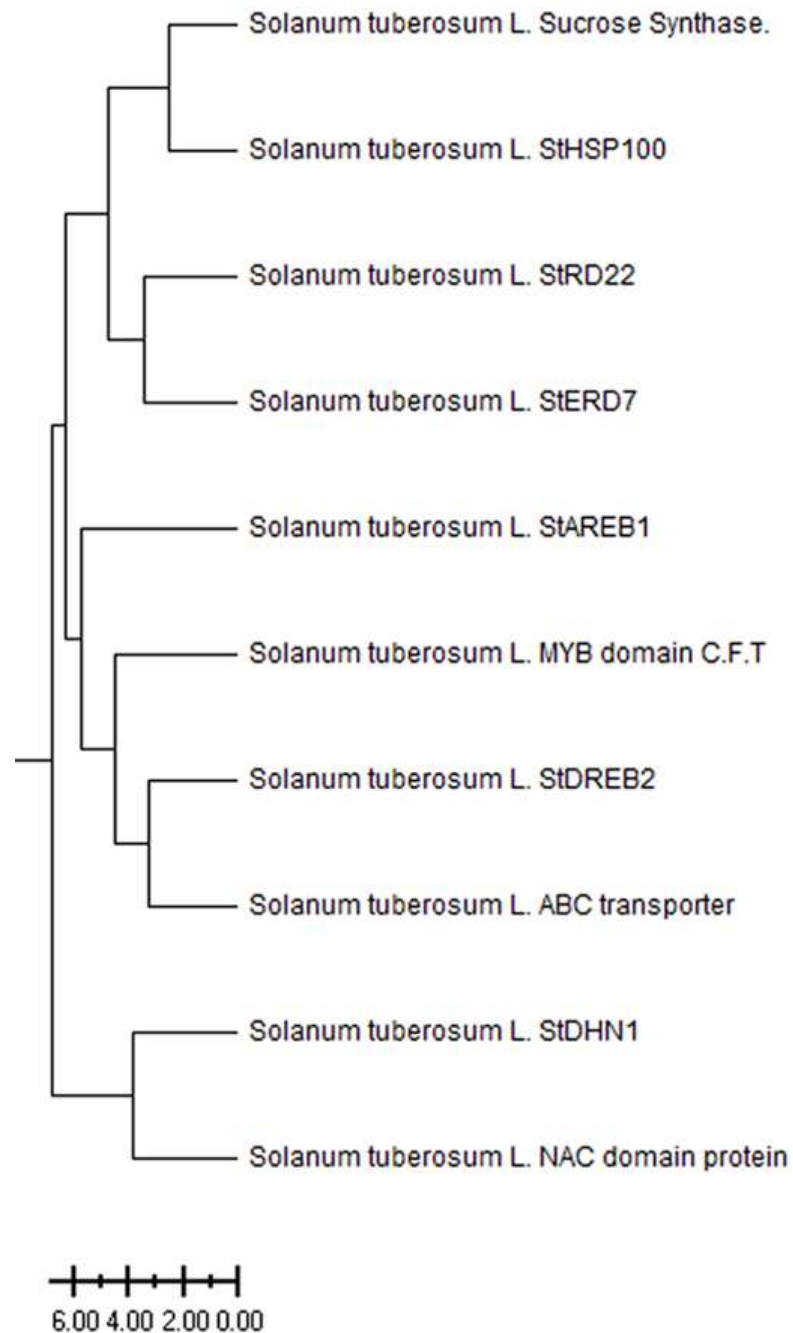 Solanum tuberosum L. Sucrose Synthase.
Solanum tuberosum L. StHSP100
Solanum tuberosum L. StRD22
Solanum tuberosum L. StERD7
Solanum tuberosum L. StAREB1
Solanum tuberosum L. MYB domain C.F.T
Solanum tuberosum L. StDREB2
Solanum tuberosum L. ABC transporter
Solanum tuberosum L. StDHN1
Solanum tuberosum L. NAC domain protein
6.00 4.00 2.00 0.00